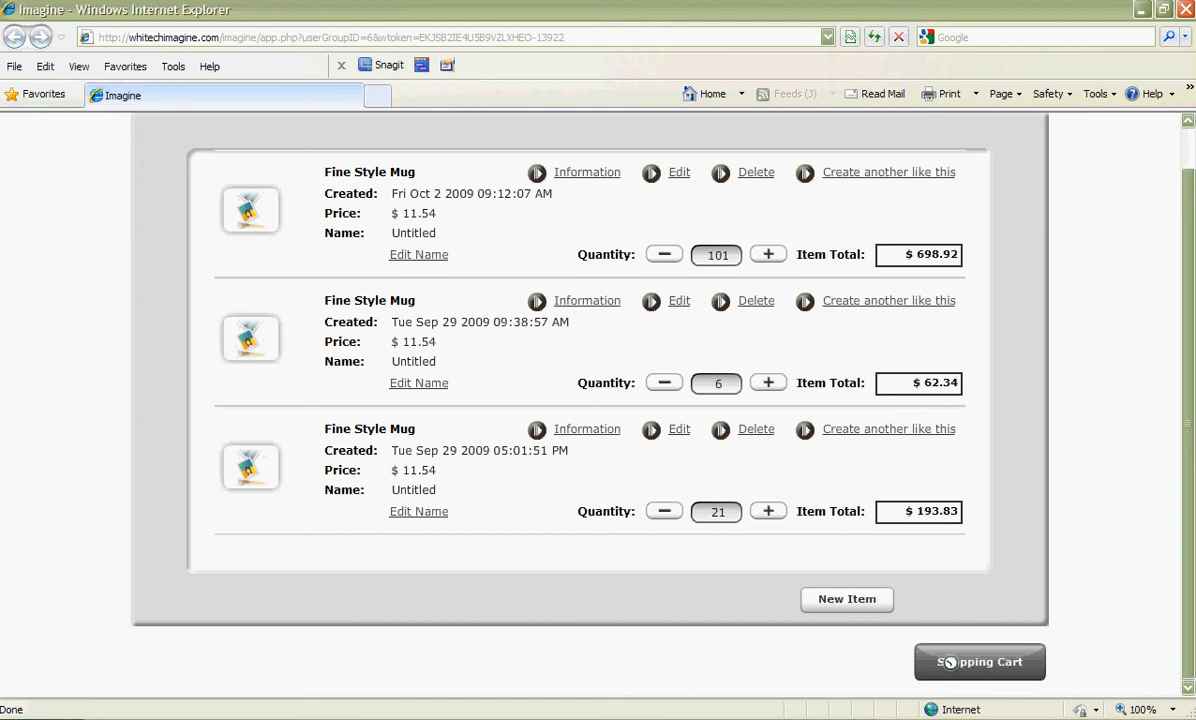 Imagine - Windows Internet Explorer
http://whitechimagine.com/imagine/app.php?userGroupID=6&wtoken=EKJSB2IE4U5B9VZLXHEO-13922
Google
File Edit View Favorites Tools Help x Snagit
Favorites Imagine Home Feeds (J) Read Mail Print Page Safety Tools Help »
Fine Style Mug Information Edit Delete Create another like this
Created: Fri Oct 2 2009 09:12:07 AM
Price: $ 11.54
Name: Untitled
Edit Name Quantity: − 101 + Item Total: $ 698.92
Fine Style Mug Information Edit Delete Create another like this
Created: Tue Sep 29 2009 09:38:57 AM
Price: $ 11.54
Name: Untitled
Edit Name Quantity: − 6 + Item Total: $ 62.34
Fine Style Mug Information Edit Delete Create another like this
Created: Tue Sep 29 2009 05:01:51 PM
Price: $ 11.54
Name: Untitled
Edit Name Quantity: − 21 + Item Total: $ 193.83
New Item
Shopping Cart
Done Internet 100%